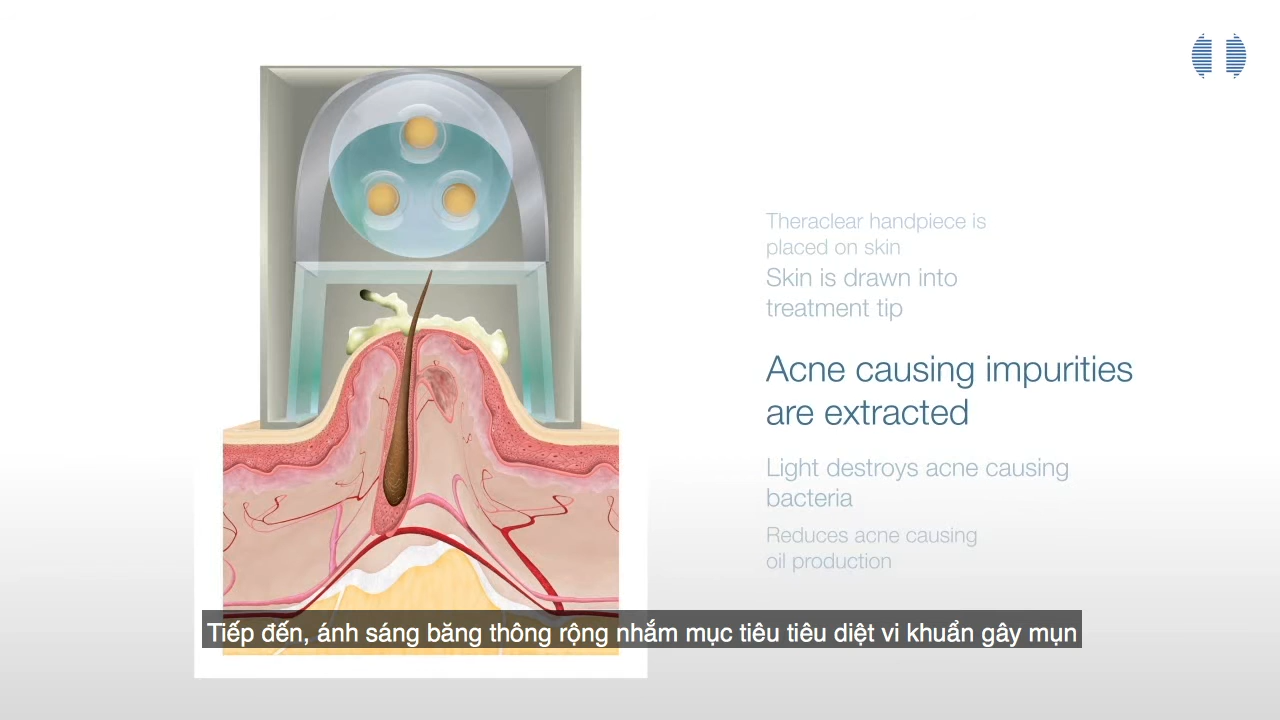 Theraclear handpiece is
placed on skin
Skin is drawn into
treatment tip
Acne causing impurities
are extracted
Light destroys acne causing
bacteria
Reduces acne causing
oil production
Tiếp đến, ánh sáng băng thông rộng nhắm mục tiêu tiêu diệt vi khuẩn gây mụn